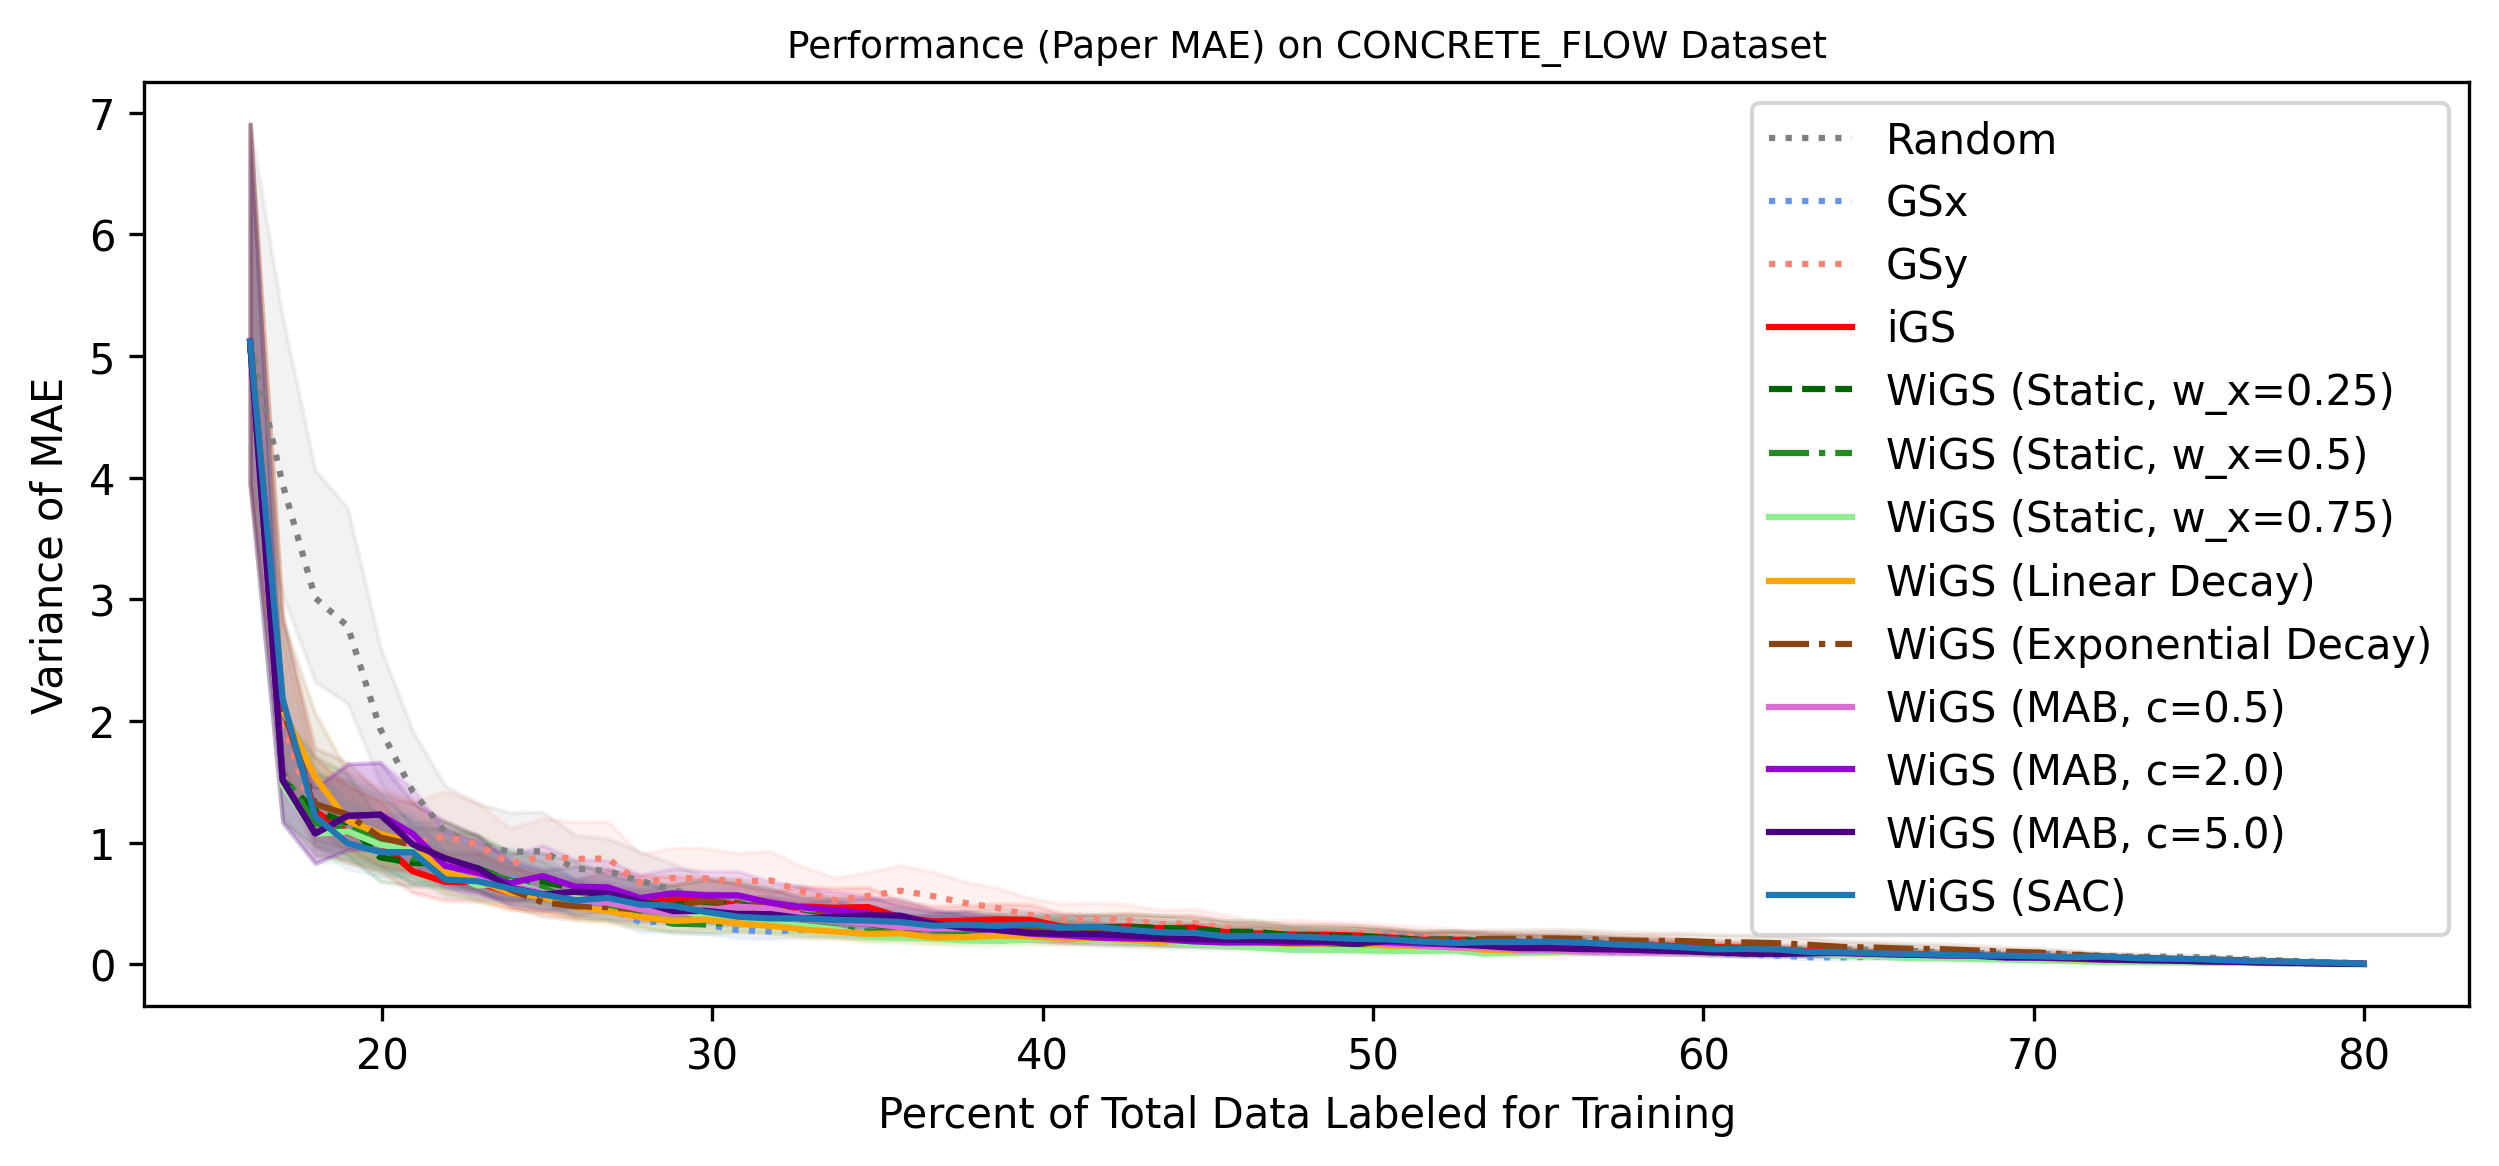 Performance (Paper MAE) on CONCRETE_FLOW Dataset
Variance of MAE
7
6
5
4
3
2
1
0
20 30 40 50 60 70 80
Percent of Total Data Labeled for Training
Random
GSx
GSy
iGS
WiGS (Static, w_x=0.25)
WiGS (Static, w_x=0.5)
WiGS (Static, w_x=0.75)
WiGS (Linear Decay)
WiGS (Exponential Decay)
WiGS (MAB, c=0.5)
WiGS (MAB, c=2.0)
WiGS (MAB, c=5.0)
WiGS (SAC)